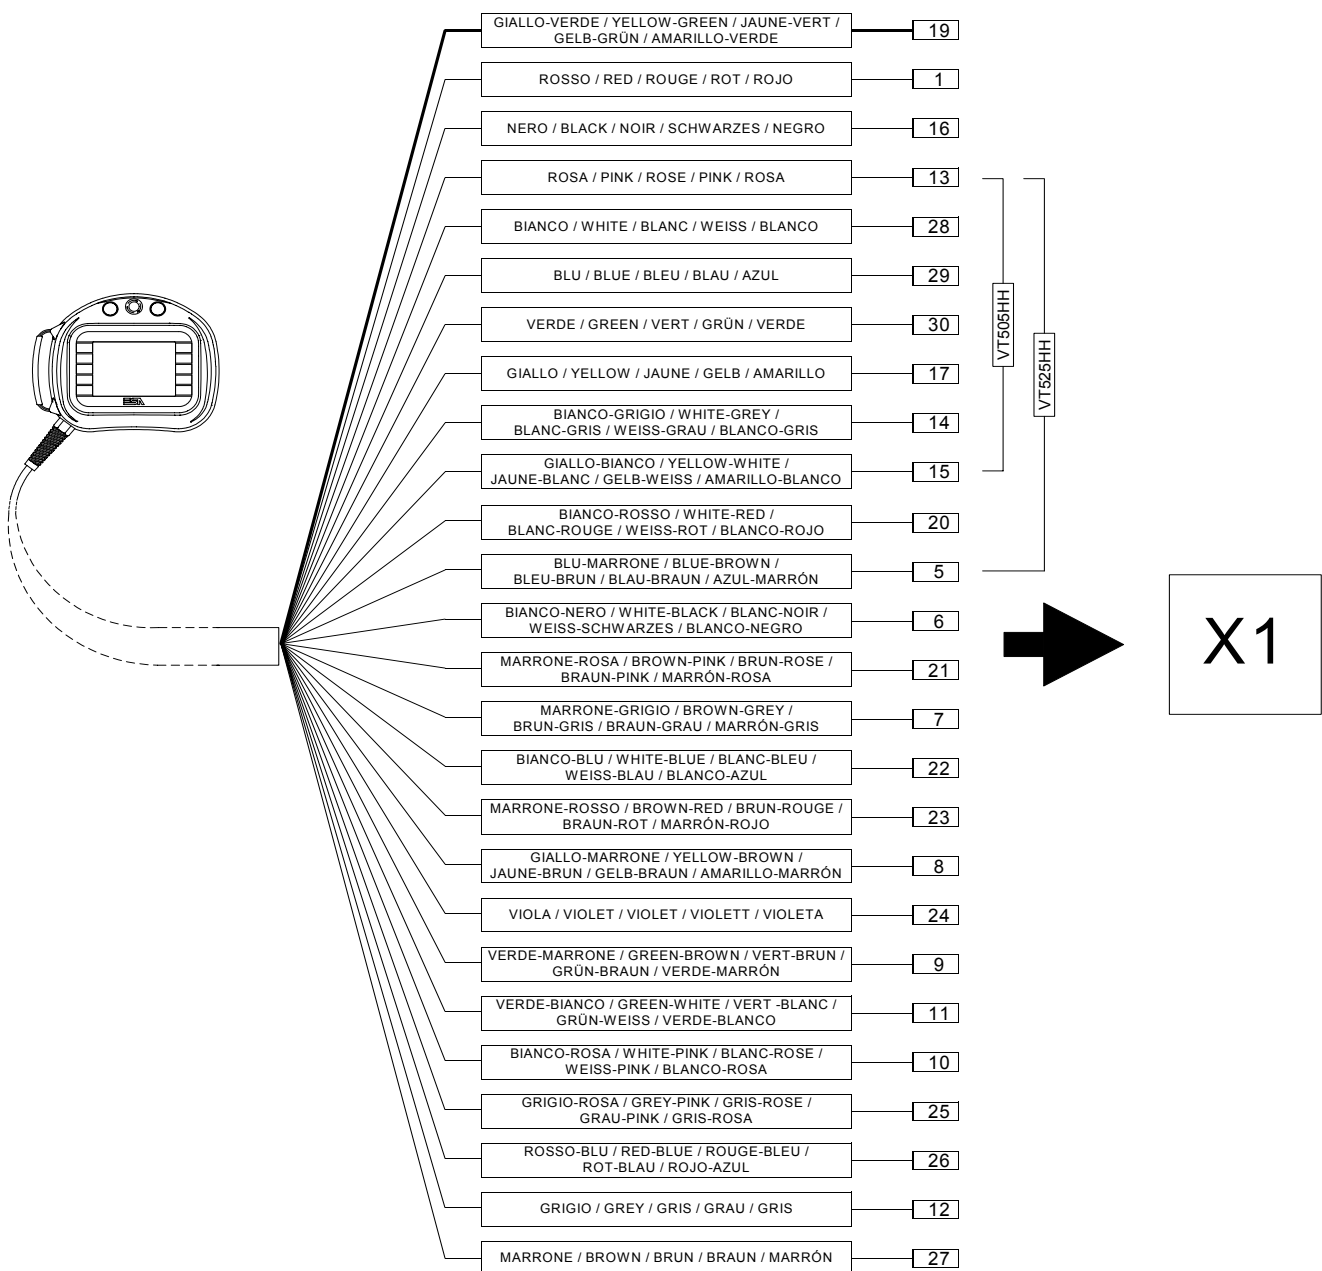 GIALLO-VERDE / YELLOW-GREEN / JAUNE-VERT /
GELB-GRÜN / AMARILLO-VERDE
19
ROSSO / RED / ROUGE / ROT / ROJO
1
NERO / BLACK / NOIR / SCHWARZES / NEGRO
16
ROSA / PINK / ROSE / PINK / ROSA
13
BIANCO / WHITE / BLANC / WEISS / BLANCO
28
BLU / BLUE / BLEU / BLAU / AZUL
29
VERDE / GREEN / VERT / GRÜN / VERDE
30
GIALLO / YELLOW / JAUNE / GELB / AMARILLO
17
BIANCO-GRIGIO / WHITE-GREY /
BLANC-GRIS / WEISS-GRAU / BLANCO-GRIS
14
GIALLO-BIANCO / YELLOW-WHITE /
JAUNE-BLANC / GELB-WEISS / AMARILLO-BLANCO
15
BIANCO-ROSSO / WHITE-RED /
BLANC-ROUGE / WEISS-ROT / BLANCO-ROJO
20
BLU-MARRONE / BLUE-BROWN /
BLEU-BRUN / BLAU-BRAUN / AZUL-MARRÓN
5
BIANCO-NERO / WHITE-BLACK / BLANC-NOIR /
WEISS-SCHWARZES / BLANCO-NEGRO
6
MARRONE-ROSA / BROWN-PINK / BRUN-ROSE /
BRAUN-PINK / MARRÓN-ROSA
21
MARRONE-GRIGIO / BROWN-GREY /
BRUN-GRIS / BRAUN-GRAU / MARRÓN-GRIS
7
BIANCO-BLU / WHITE-BLUE / BLANC-BLEU /
WEISS-BLAU / BLANCO-AZUL
22
MARRONE-ROSSO / BROWN-RED / BRUN-ROUGE /
BRAUN-ROT / MARRÓN-ROJO
23
GIALLO-MARRONE / YELLOW-BROWN /
JAUNE-BRUN / GELB-BRAUN / AMARILLO-MARRÓN
8
VIOLA / VIOLET / VIOLET / VIOLETT / VIOLETA
24
VERDE-MARRONE / GREEN-BROWN / VERT-BRUN /
GRÜN-BRAUN / VERDE-MARRÓN
9
VERDE-BIANCO / GREEN-WHITE / VERT -BLANC /
GRÜN-WEISS / VERDE-BLANCO
11
BIANCO-ROSA / WHITE-PINK / BLANC-ROSE /
WEISS-PINK / BLANCO-ROSA
10
GRIGIO-ROSA / GREY-PINK / GRIS-ROSE /
GRAU-PINK / GRIS-ROSA
25
ROSSO-BLU / RED-BLUE / ROUGE-BLEU /
ROT-BLAU / ROJO-AZUL
26
GRIGIO / GREY / GRIS / GRAU / GRIS
12
MARRONE / BROWN / BRUN / BRAUN / MARRÓN
27
VT505HH
VT525HH
X1
ESA